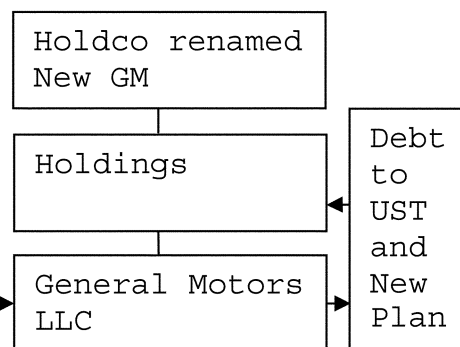 Holdco renamed
New GM
Holdings
General Motors
LLC
Debt
to
UST
and
New
Plan